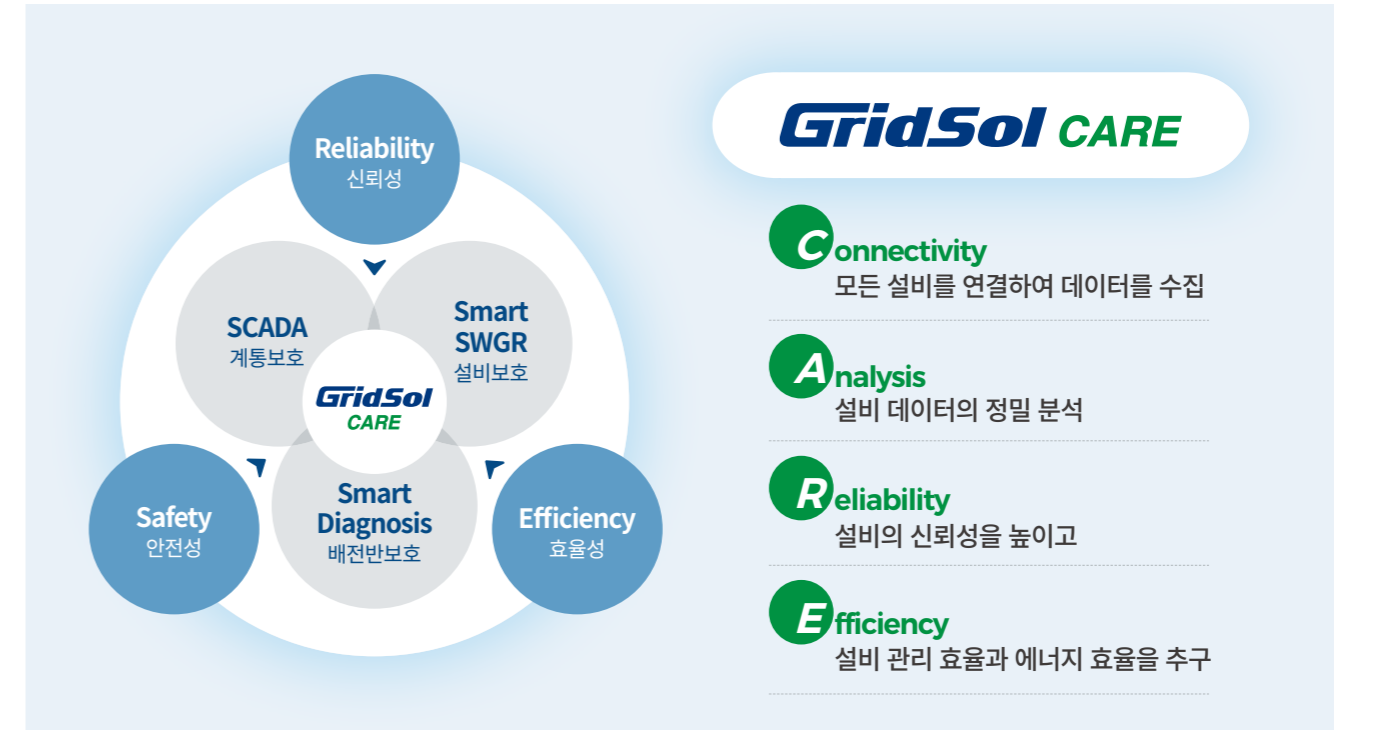 Reliability
신뢰성
SCADA
계통보호
Smart
SWGR
설비보호
GridSol
CARE
Smart
Diagnosis
배전반보호
Safety
안전성
Efficiency
효율성
GridSol CARE
Connectivity
모든 설비를 연결하여 데이터를 수집
Analysis
설비 데이터의 정밀 분석
Reliability
설비의 신뢰성을 높이고
Efficiency
설비 관리 효율과 에너지 효율을 추구